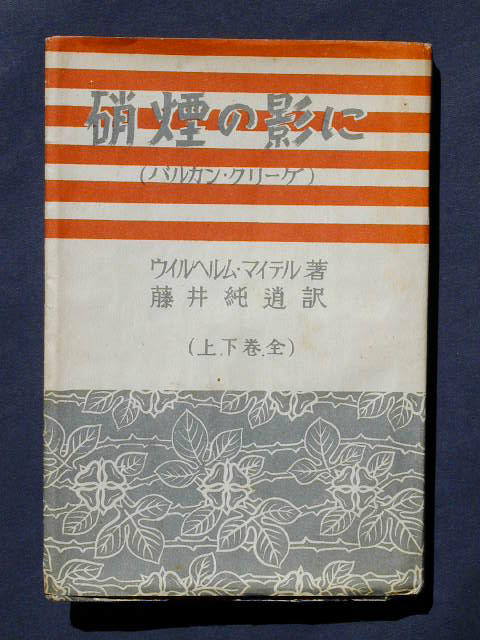 硝煙の影に
(バルカン・クリーゲ)
ウイルヘルム・マイテル著
藤井純逍訳
(上.下巻.全)